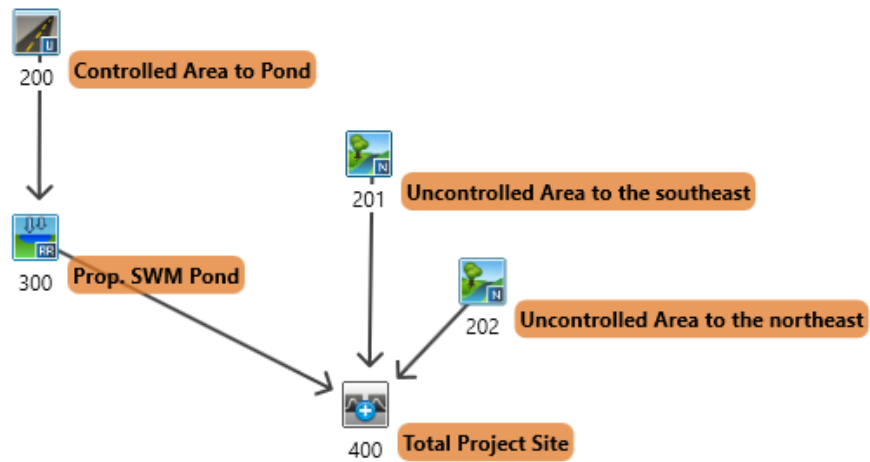 U
200
Controlled Area to Pond
N
201
Uncontrolled Area to the southeast
RR
300
Prop. SWM Pond
N
202
Uncontrolled Area to the northeast
400
Total Project Site